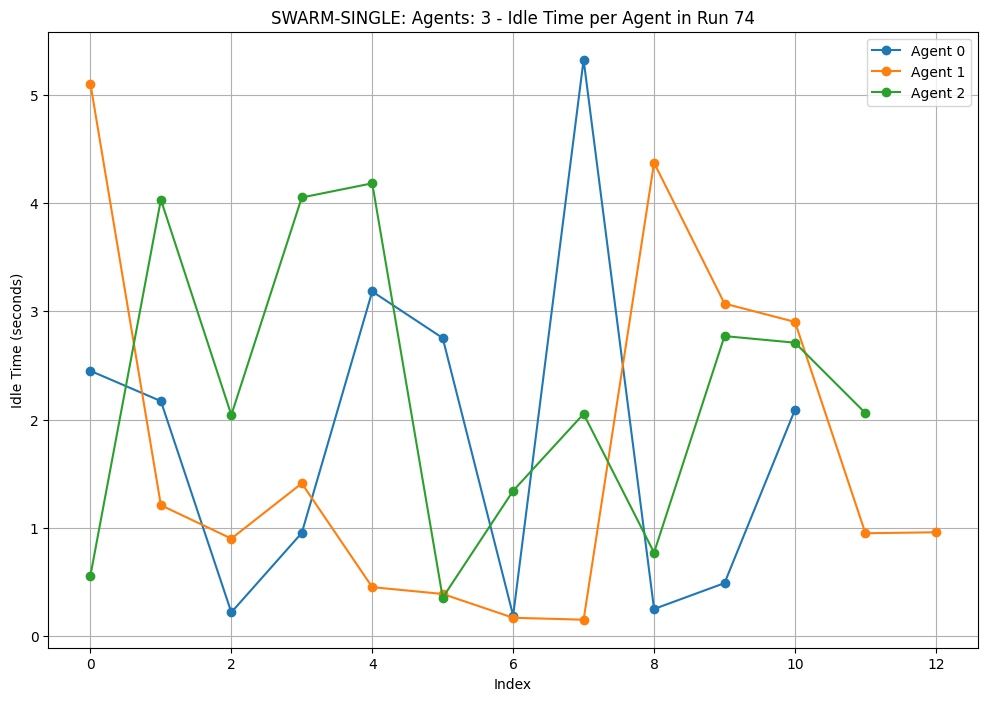 SWARM-SINGLE: Agents: 3 - Idle Time per Agent in Run 74
Agent 0
Agent 1
Agent 2
Idle Time (seconds)
5
4
3
2
1
0
0 2 4 6 8 10 12
Index